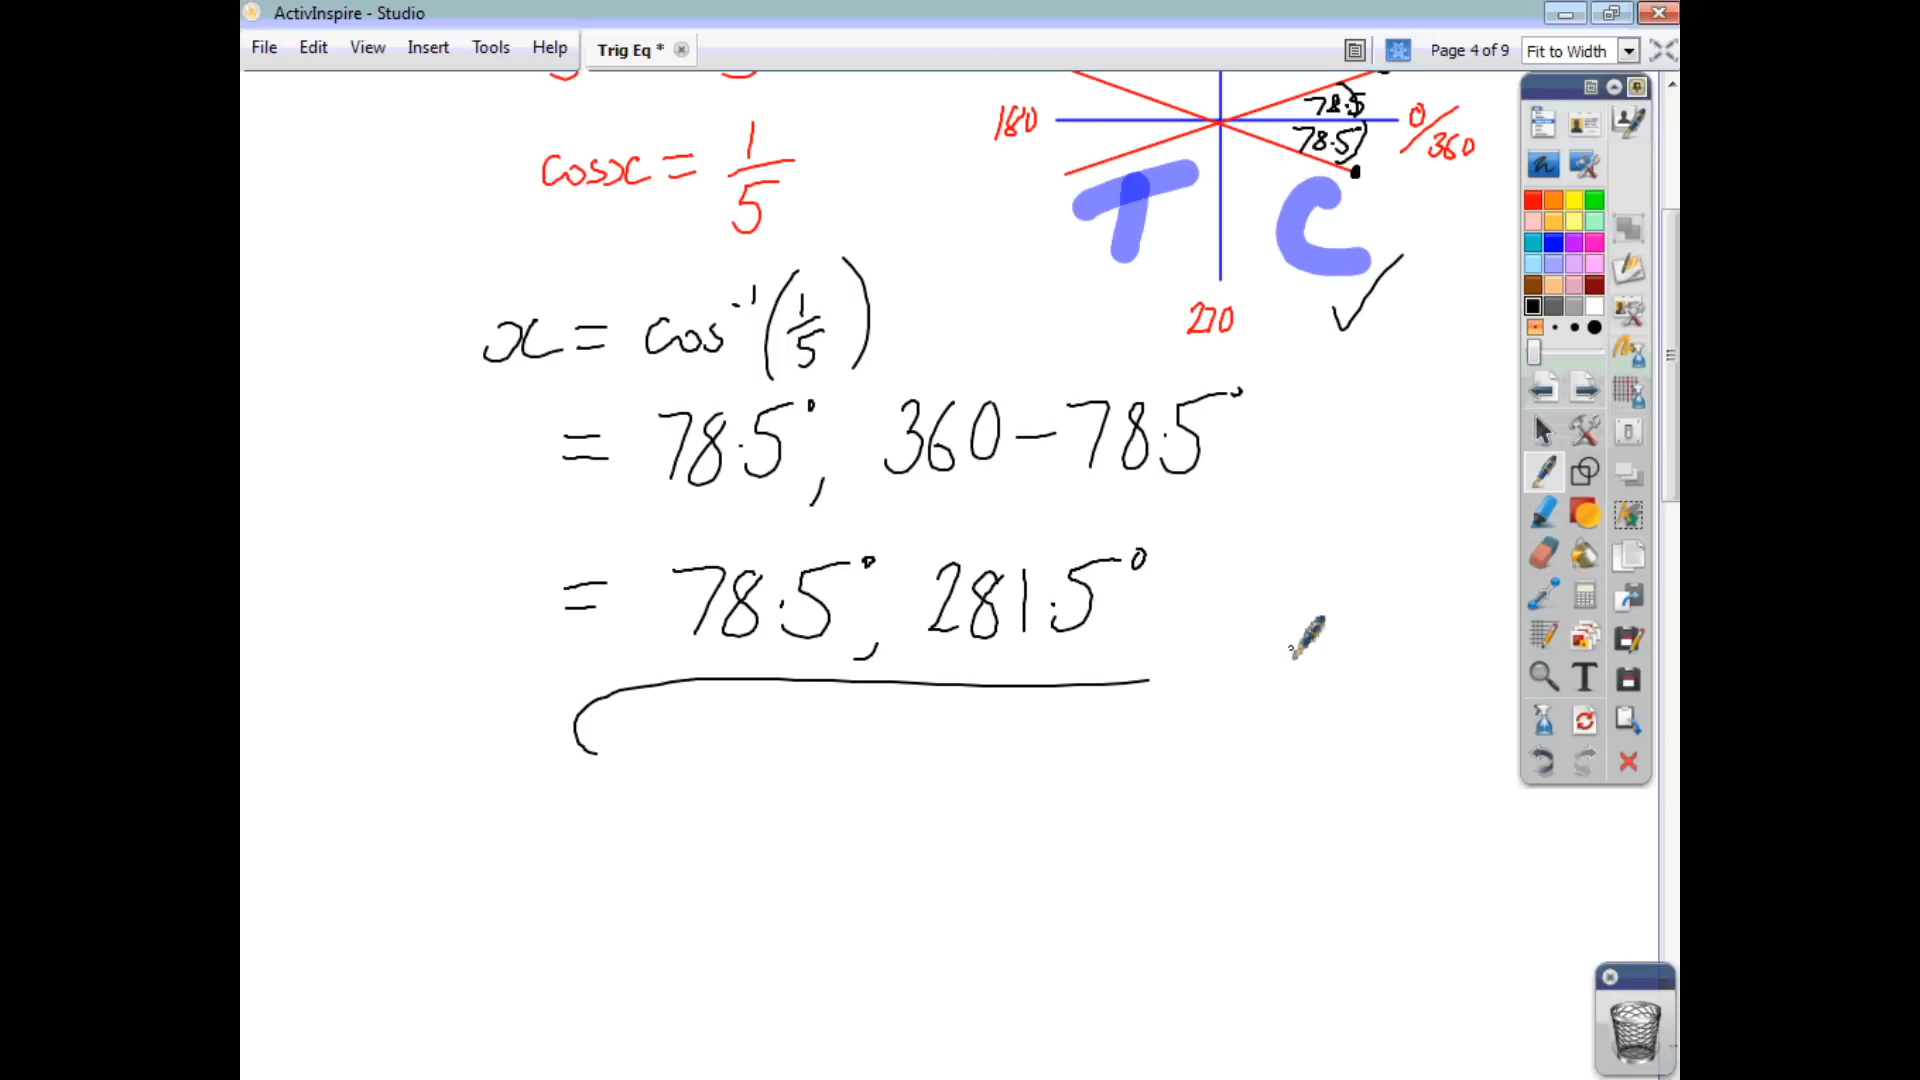 ActivInspire - Studio
File Edit View Insert Tools Help Trig Eq * Page 4 of 9 Fit to Width
cosx = 1/5
180
78.5
78.5
0/360
T C
270
✓
x = cos⁻¹(1/5)
= 78.5°, 360-78.5°
= 78.5°, 281.5°
T